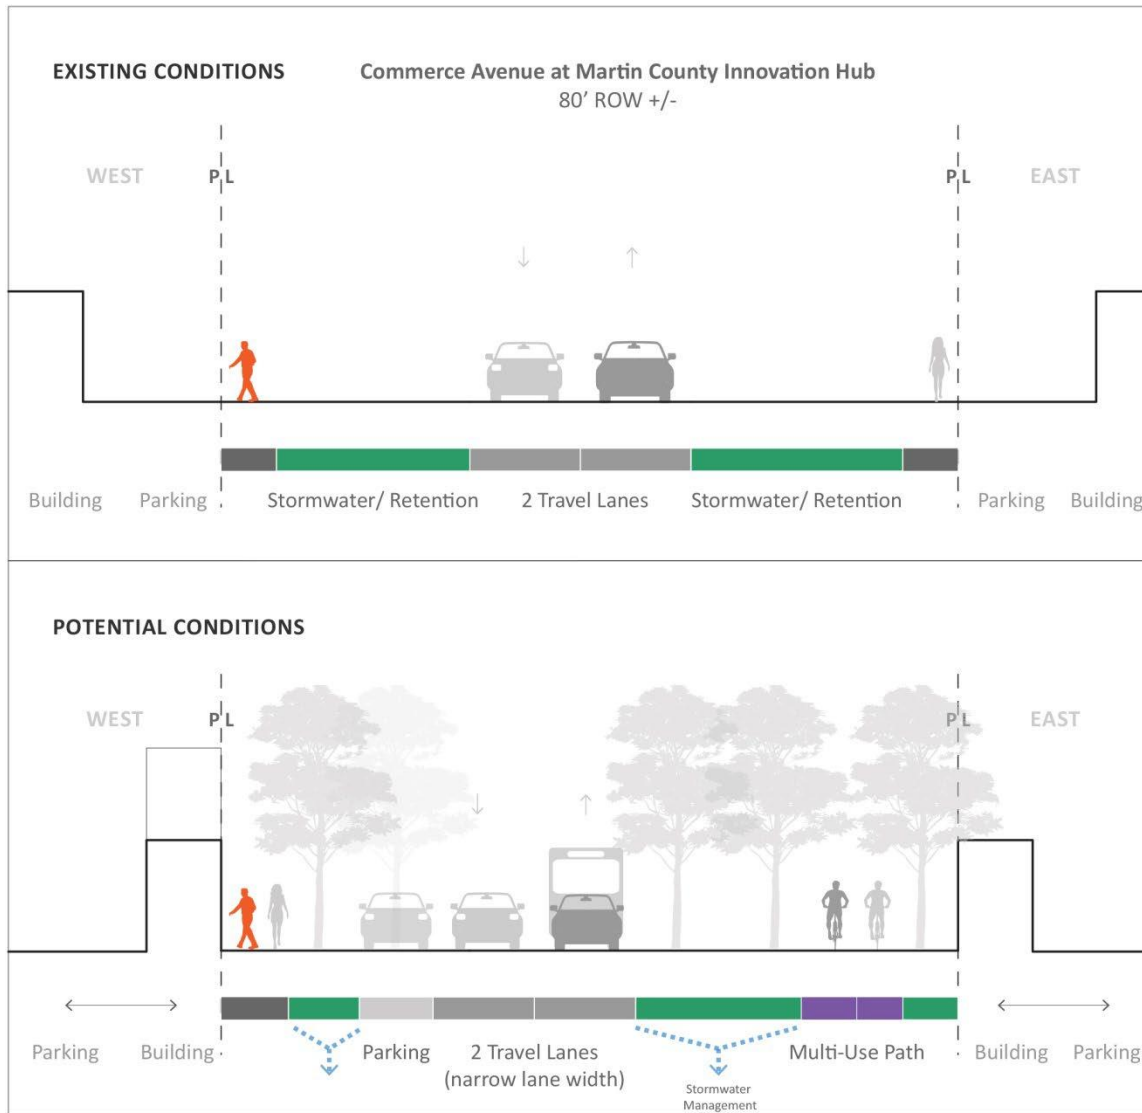 EXISTING CONDITIONS
Commerce Avenue at Martin County Innovation Hub
80' ROW +/-
WEST
PL
PL
EAST
Building
Parking
Stormwater/ Retention
2 Travel Lanes
Stormwater/ Retention
Parking
Building
POTENTIAL CONDITIONS
WEST
PL
PL
EAST
Parking
Building
Parking
2 Travel Lanes
(narrow lane width)
Stormwater
Management
Multi-Use Path
Building
Parking